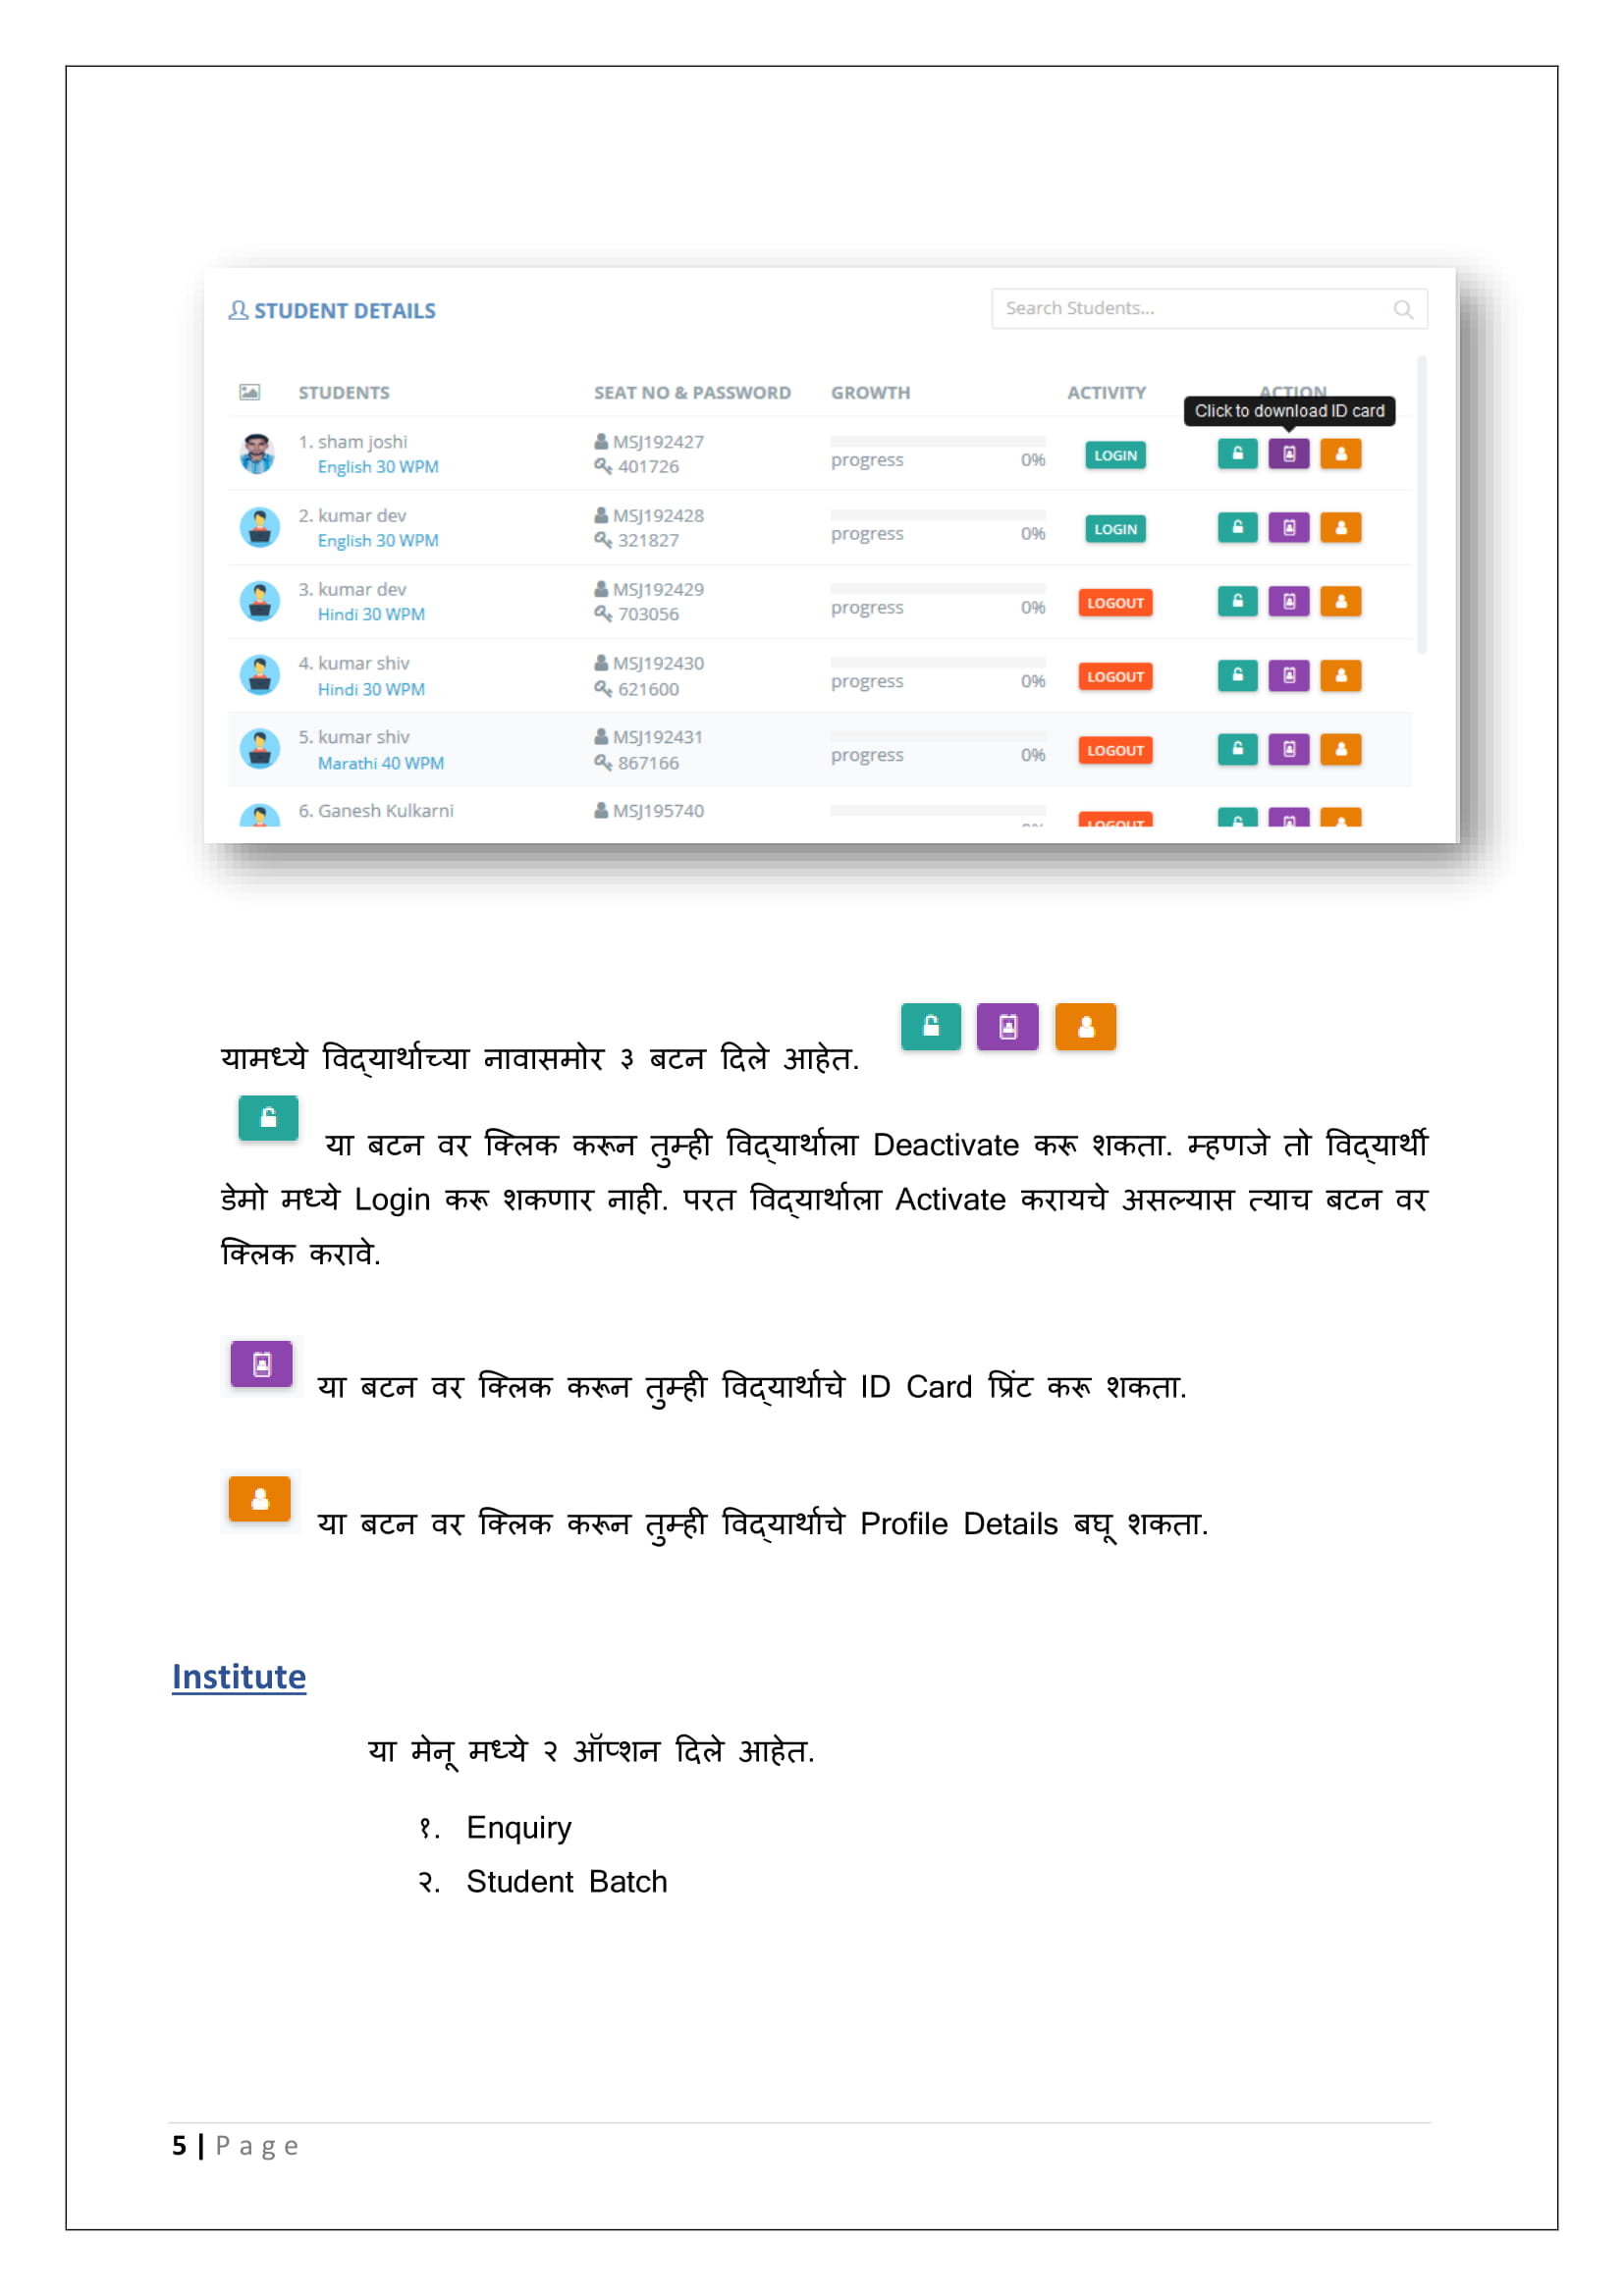 STUDENT DETAILS
Search Students...
STUDENTS SEAT NO & PASSWORD GROWTH ACTIVITY ACTION
Click to download ID card
1. sham joshi MSJ192427
English 30 WPM 401726 progress 0% LOGIN
2. kumar dev MSJ192428
English 30 WPM 321827 progress 0% LOGIN
3. kumar dev MSJ192429
Hindi 30 WPM 703056 progress 0% LOGOUT
4. kumar shiv MSJ192430
Hindi 30 WPM 621600 progress 0% LOGOUT
5. kumar shiv MSJ192431
Marathi 40 WPM 867166 progress 0% LOGOUT
6. Ganesh Kulkarni MSJ195740
LOGOUT
यामध्ये विद्यार्थाच्या नावासमोर ३ बटन दिले आहेत.
या बटन वर क्लिक करून तुम्ही विद्यार्थाला Deactivate करू शकता. म्हणजे तो विद्यार्थी
डेमो मध्ये Login करू शकणार नाही. परत विद्यार्थाला Activate करायचे असल्यास त्याच बटन वर
क्लिक करावे.
या बटन वर क्लिक करून तुम्ही विद्यार्थाचे ID Card प्रिंट करू शकता.
या बटन वर क्लिक करून तुम्ही विद्यार्थाचे Profile Details बघू शकता.
Institute
या मेनू मध्ये २ ऑप्शन दिले आहेत.
१. Enquiry
२. Student Batch
5 | Page